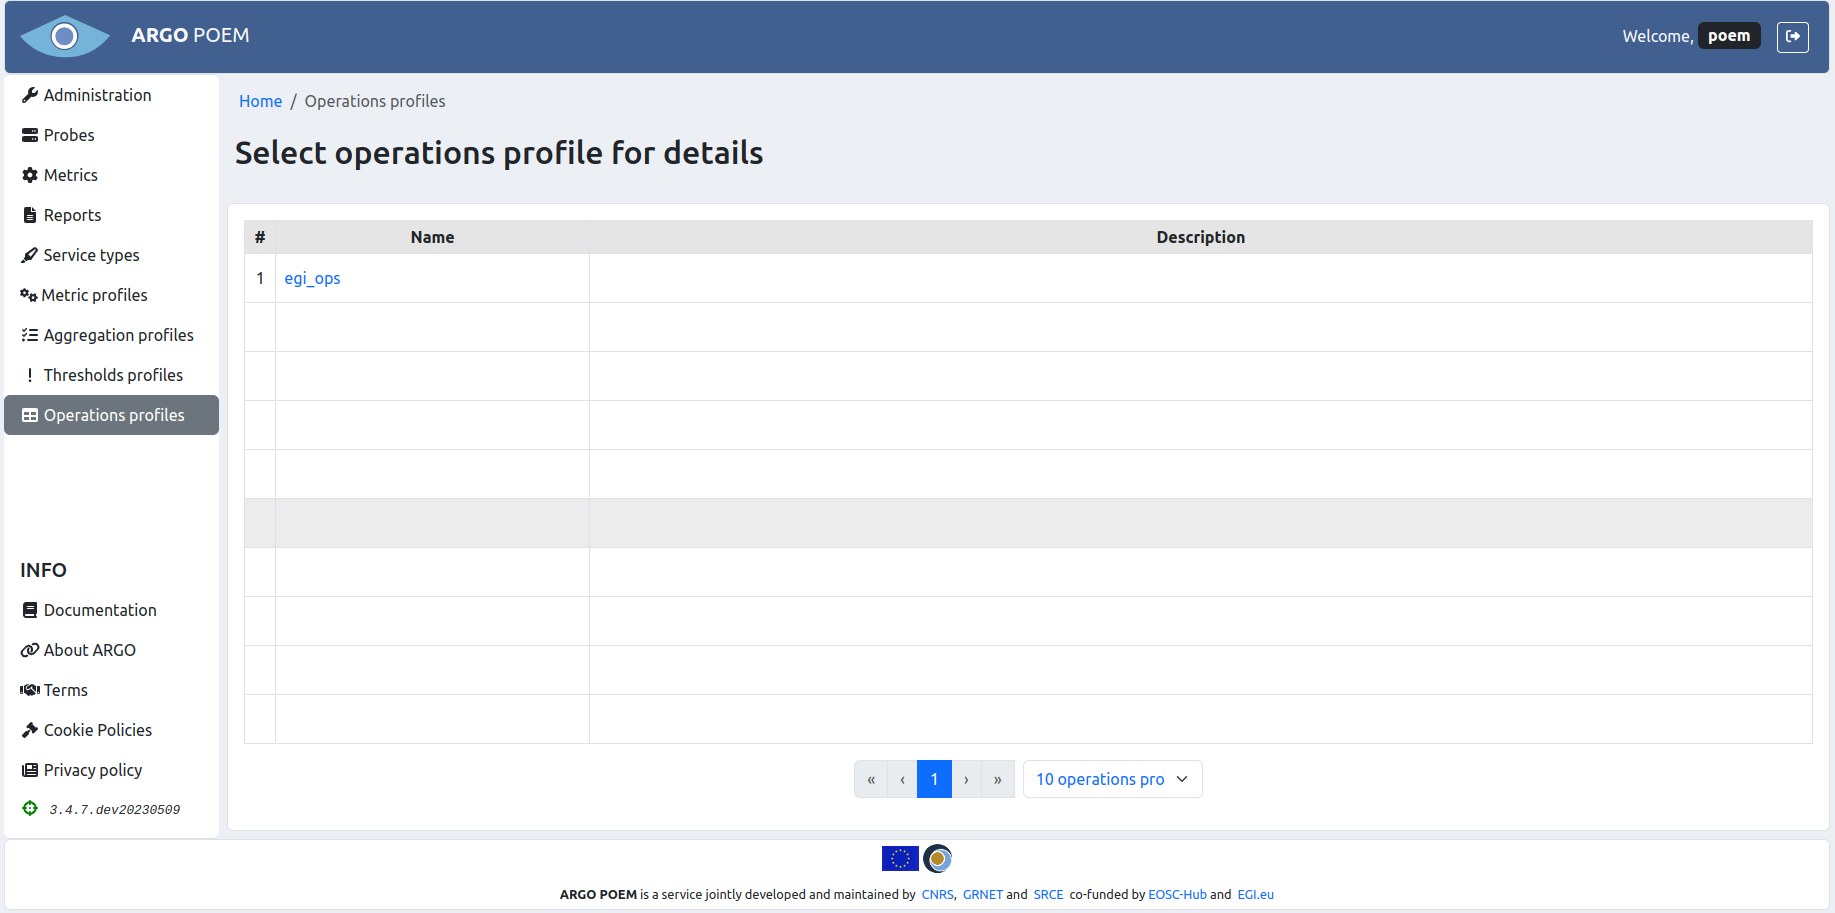 ARGO POEM
Welcome, poem
Administration
Probes
Metrics
Reports
Service types
Metric profiles
Aggregation profiles
Thresholds profiles
Operations profiles
INFO
Documentation
About ARGO
Terms
Cookie Policies
Privacy policy
3.4.7.dev20230509
Home / Operations profiles
Select operations profile for details
# Name Description
1 egi_ops
« ‹ 1 › » 10 operations pro
ARGO POEM is a service jointly developed and maintained by CNRS, GRNET and SRCE co-funded by EOSC-Hub and EGI.eu